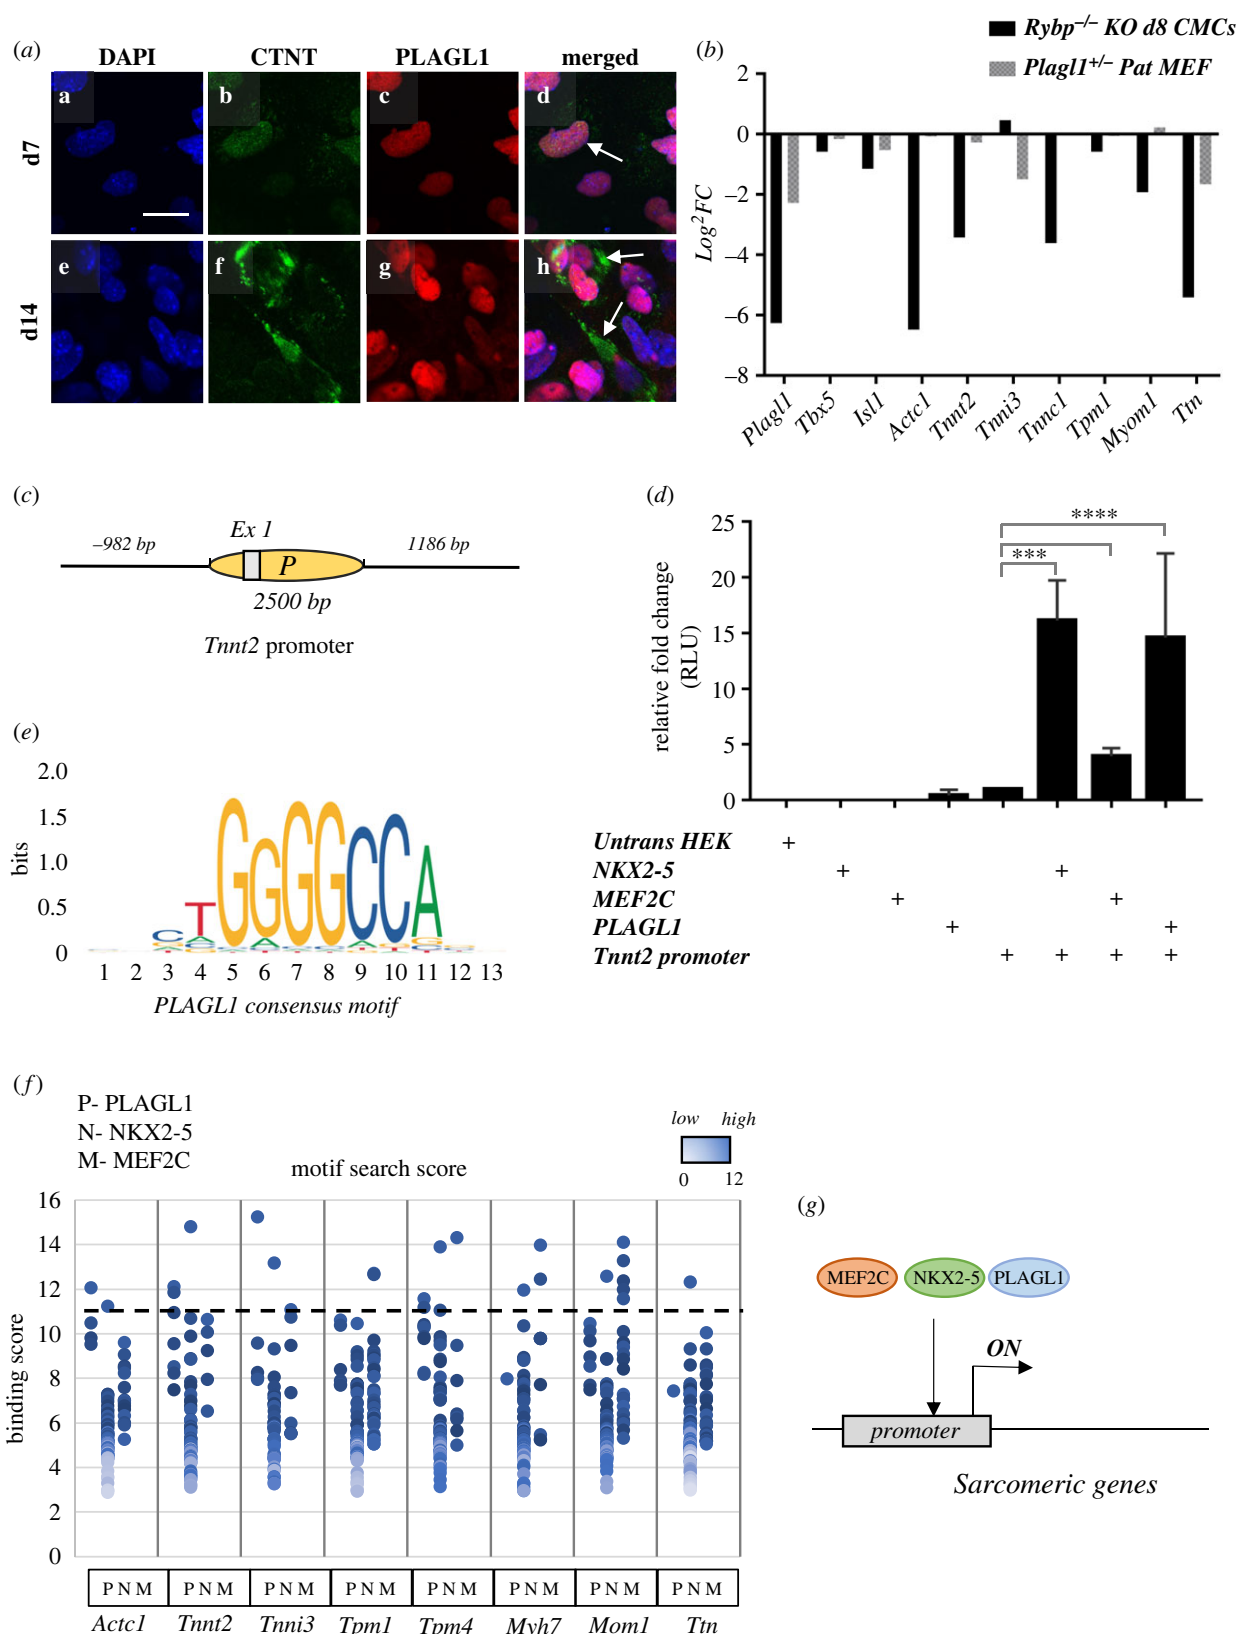 (a)
DAPI CTNT PLAGL1 merged
d7
a b c d
d14
e f g h
(b)
Rybp–/– KO d8 CMCs
Plagl1+/– Pat MEF
Log2FC
2
0
–2
–4
–6
–8
Plagl1 Tbx5 Isl1 Actc1 Tnnt2 Tnni3 Tnnc1 Tpm1 Myom1 Ttn
(c)
–982 bp Ex 1 1186 bp
P
2500 bp
Tnnt2 promoter
(d)
relative fold change
(RLU)
25
20
15
10
5
0
***
****
Untrans HEK +
NKX2-5 + +
MEF2C + +
PLAGL1 + +
Tnnt2 promoter + + + +
(e)
bits
2.0
1.5
1.0
0.5
0
C T G G G G C C A
1 2 3 4 5 6 7 8 9 10 11 12 13
PLAGL1 consensus motif
(f)
P- PLAGL1
N- NKX2-5
M- MEF2C
motif search score
low high
0 12
binding score
16
14
12
10
8
6
4
2
0
P N M P N M P N M P N M P N M P N M P N M P N M
Actc1 Tnnt2 Tnni3 Tpm1 Tpm4 Myh7 Mom1 Ttn
(g)
MEF2C NKX2-5 PLAGL1
ON
promoter
Sarcomeric genes